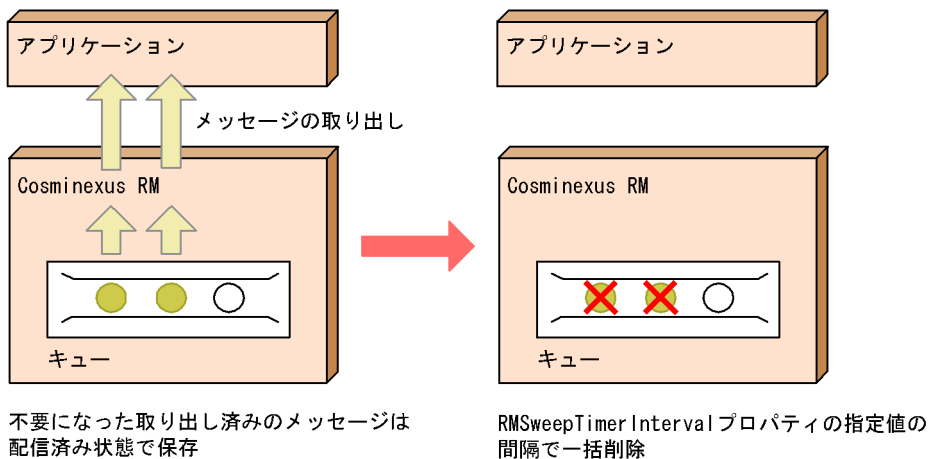 アプリケーション
メッセージの取り出し
Cosminexus RM
キュー
不要になった取り出し済みのメッセージは
配信済み状態で保存
アプリケーション
Cosminexus RM
キュー
RMSweepTimerIntervalプロパティの指定値の
間隔で一括削除